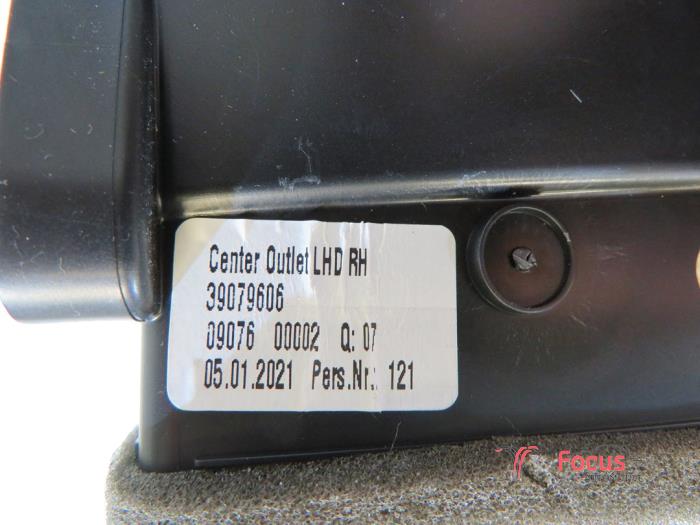 Center Outlet LHD RH
39079606
09076 00002 Q: 07
05.01.2021 Pers.Nr.: 121
Focus